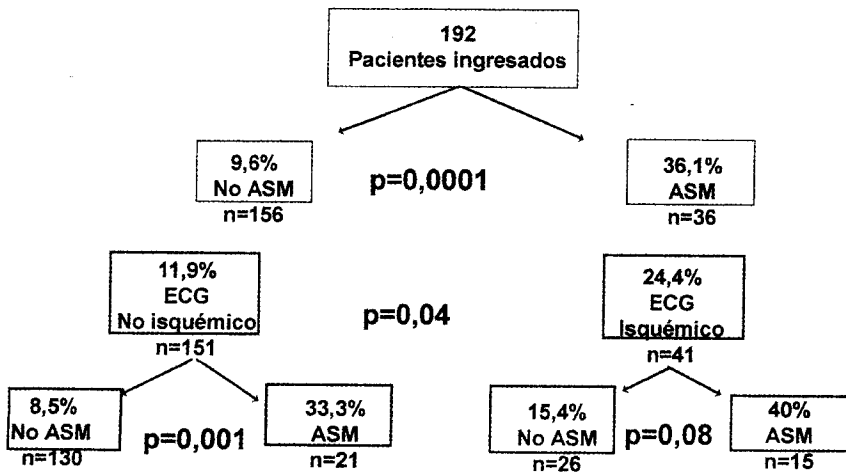 192
Pacientes ingresados
9,6%
No ASM
n=156
p=0,0001
36,1%
ASM
n=36
11,9%
ECG
No isquémico
n=151
p=0,04
24,4%
ECG
Isquémico
n=41
8,5%
No ASM
n=130
p=0,001
33,3%
ASM
n=21
15,4%
No ASM
n=26
p=0,08
40%
ASM
n=15